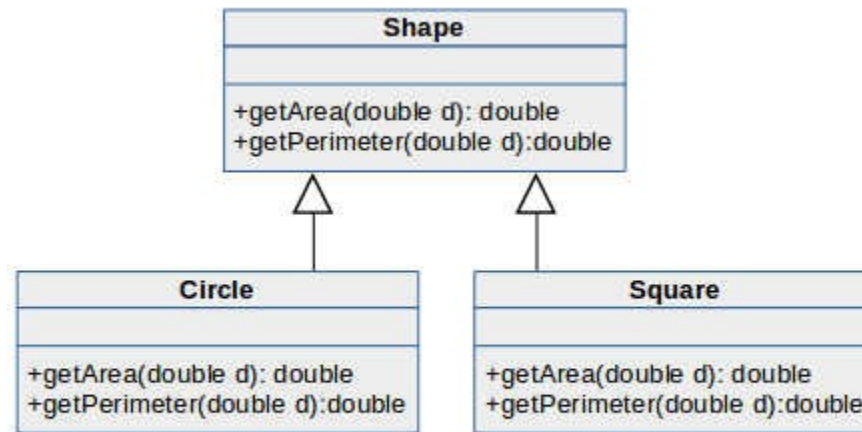 Shape
+getArea(double d): double
+getPerimeter(double d):double
Circle
+getArea(double d): double
+getPerimeter(double d):double
Square
+getArea(double d): double
+getPerimeter(double d):double